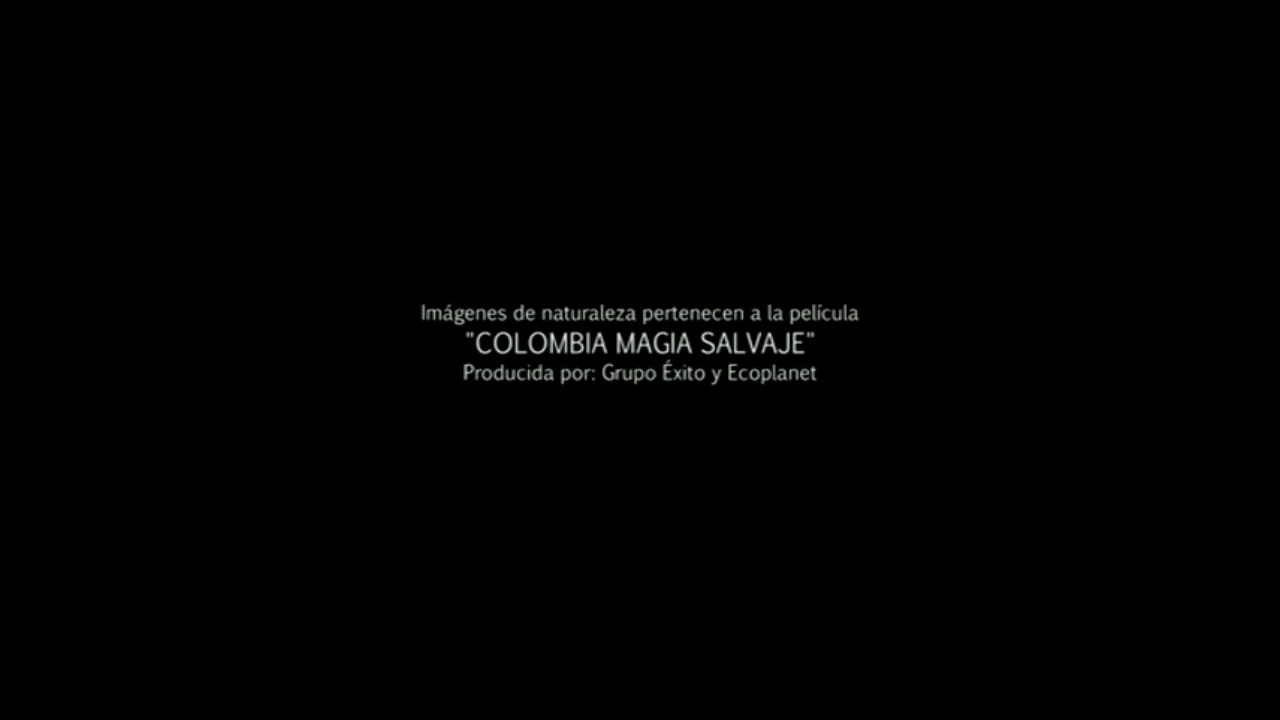 Imágenes de naturaleza pertenecen a la película
"COLOMBIA MAGIA SALVAJE"
Producida por: Grupo Éxito y Ecoplanet